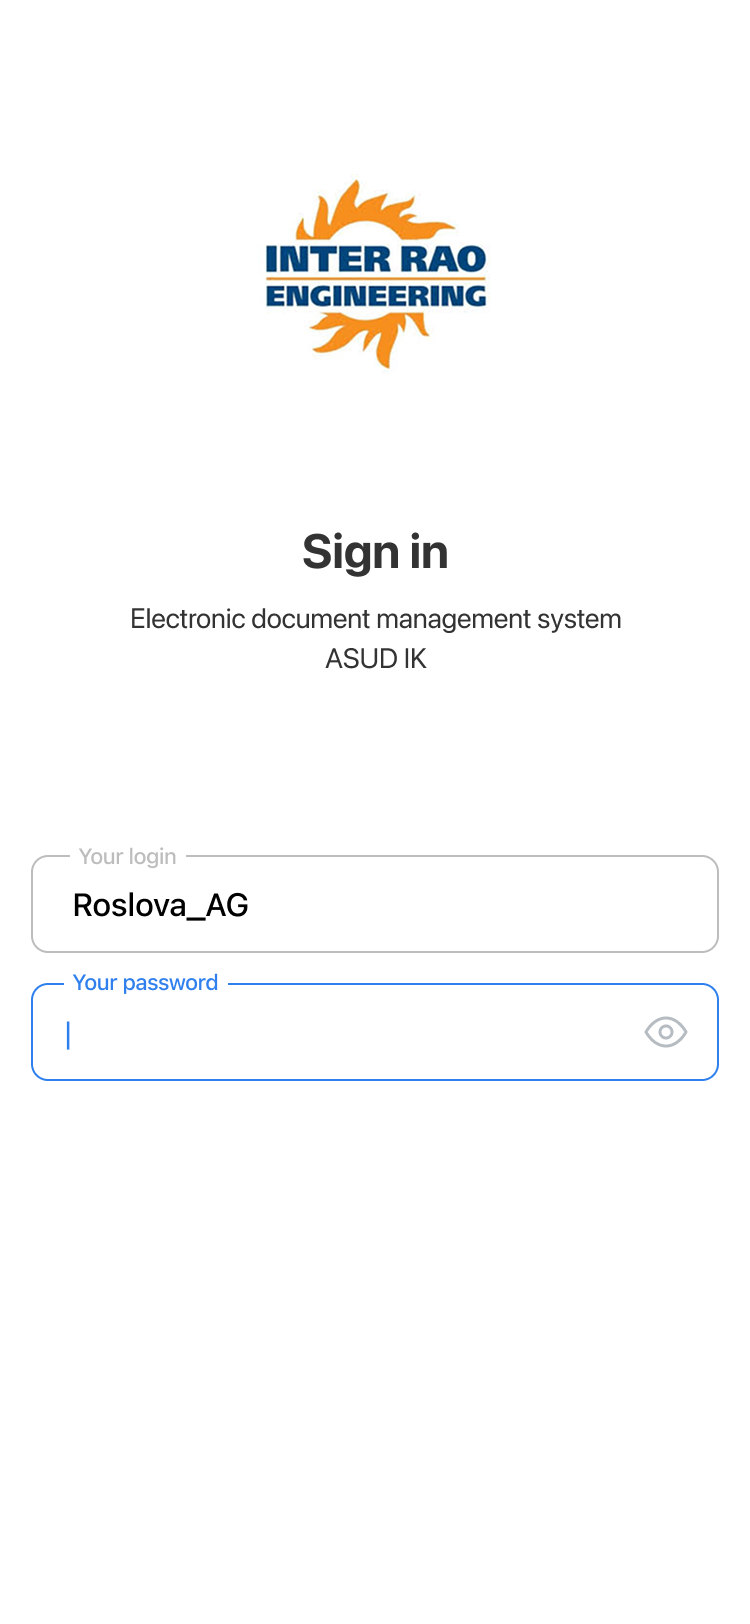 INTER RAO
ENGINEERING
Sign in
Electronic document management system
ASUD IK
Your login
Roslova_AG
Your password